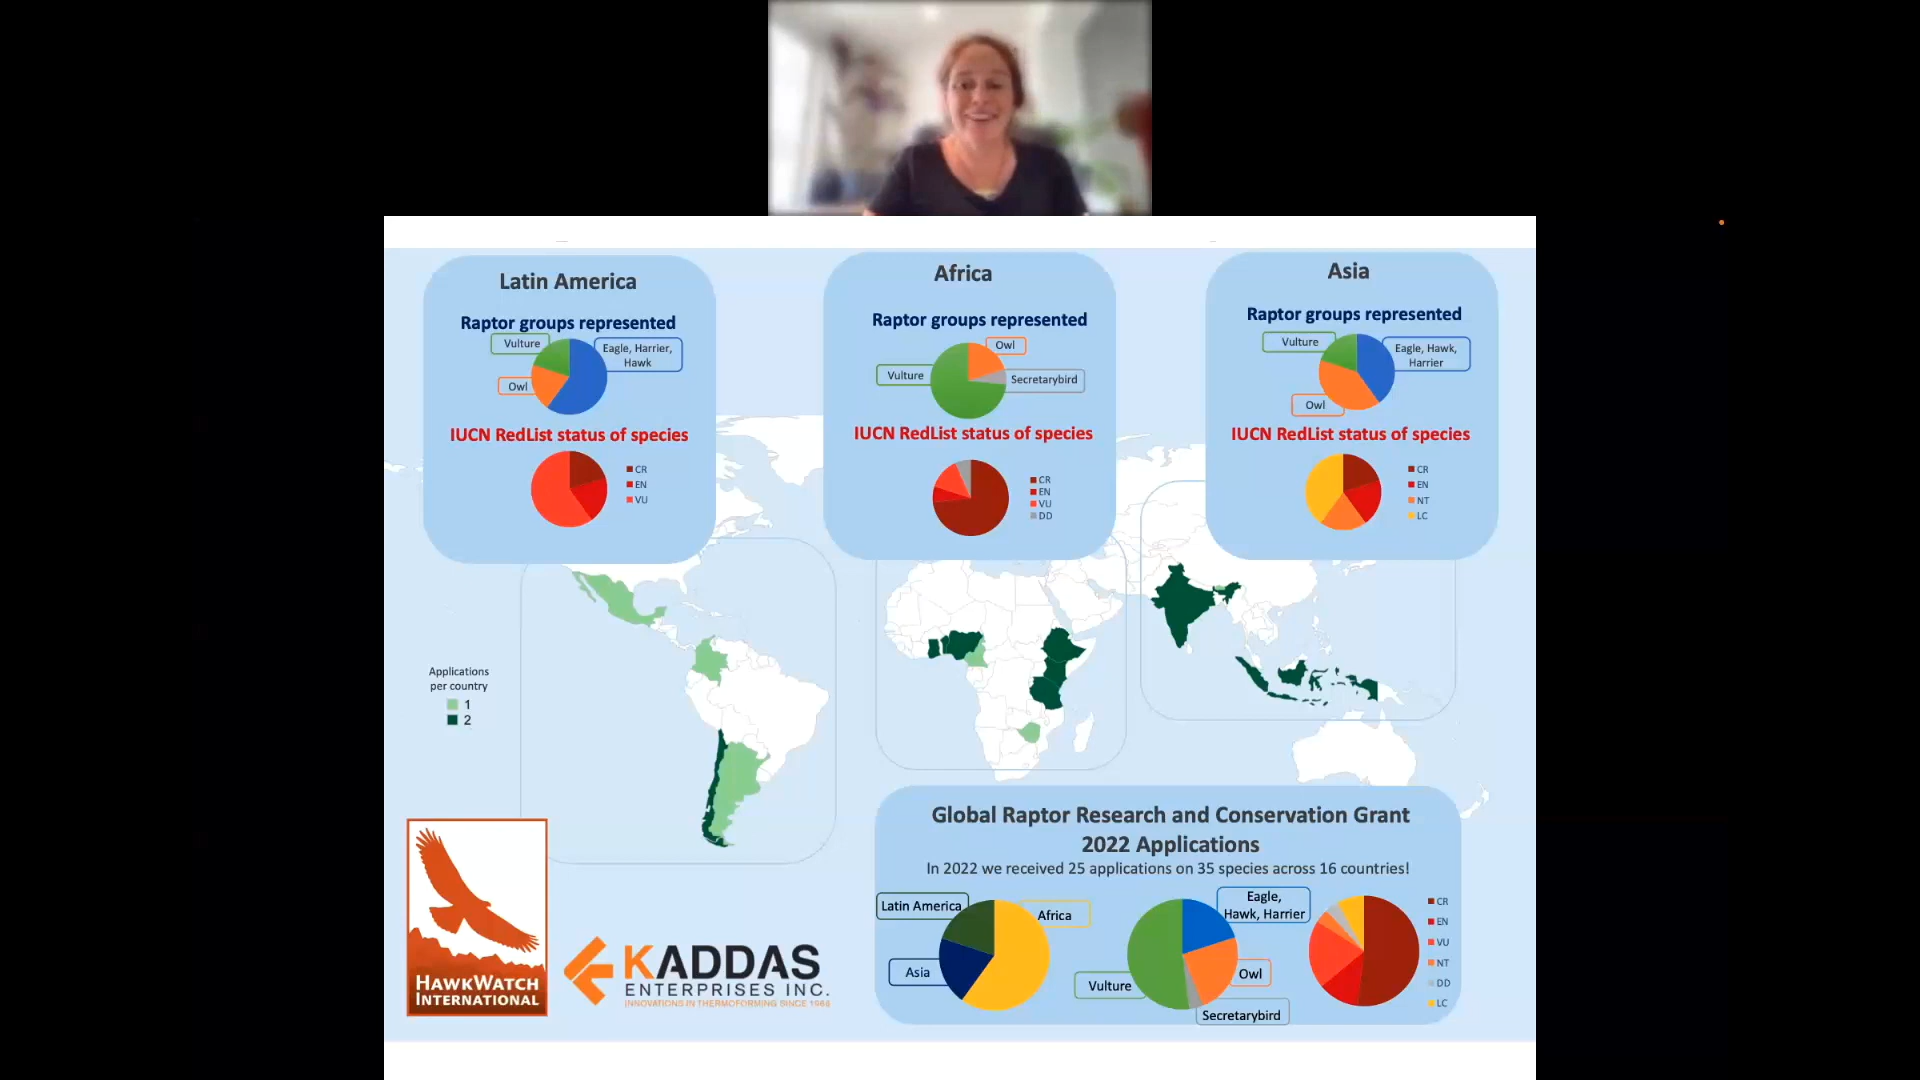 Latin America
Raptor groups represented
Vulture
Eagle, Harrier,
Hawk
Owl
IUCN RedList status of species
CR
EN
VU
Africa
Raptor groups represented
Owl
Vulture
Secretarybird
IUCN RedList status of species
CR
EN
VU
DD
Asia
Raptor groups represented
Vulture
Eagle, Hawk,
Harrier
Owl
IUCN RedList status of species
CR
EN
NT
LC
Applications
per country
1
2
HAWKWATCH
INTERNATIONAL
KADDAS
ENTERPRISES INC.
INNOVATIONS IN THERMOFORMING SINCE 1966
Global Raptor Research and Conservation Grant
2022 Applications
In 2022 we received 25 applications on 35 species across 16 countries!
Latin America
Africa
Asia
Eagle,
Hawk, Harrier
Vulture
Owl
Secretarybird
CR
EN
VU
NT
DD
LC